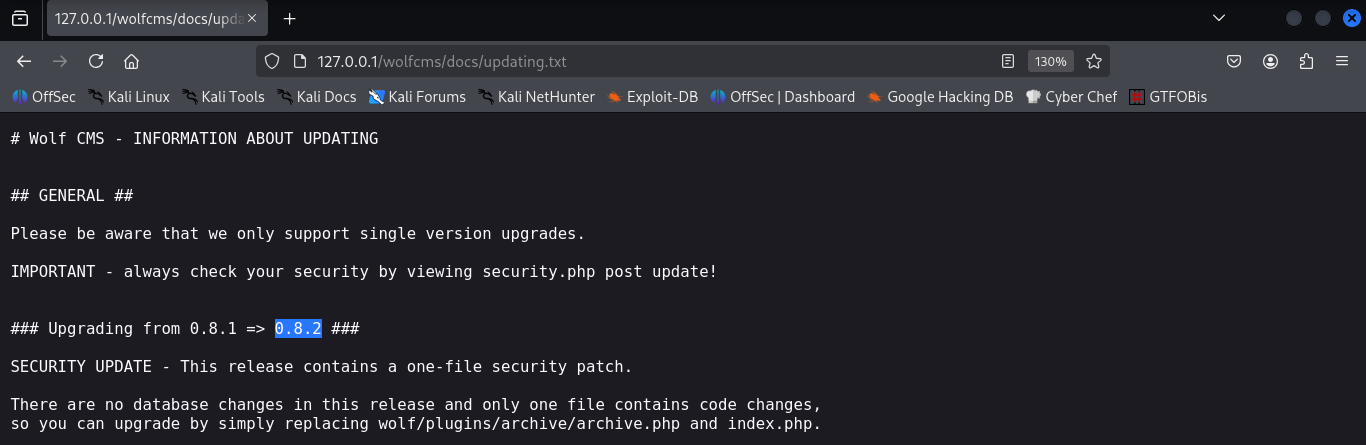 127.0.0.1/wolfcms/docs/upda
127.0.0.1/wolfcms/docs/updating.txt 130%
OffSec Kali Linux Kali Tools Kali Docs Kali Forums Kali NetHunter Exploit-DB OffSec | Dashboard Google Hacking DB Cyber Chef GTFOBis
# Wolf CMS - INFORMATION ABOUT UPDATING
## GENERAL ##
Please be aware that we only support single version upgrades.
IMPORTANT - always check your security by viewing security.php post update!
### Upgrading from 0.8.1 => 0.8.2 ###
SECURITY UPDATE - This release contains a one-file security patch.
There are no database changes in this release and only one file contains code changes,
so you can upgrade by simply replacing wolf/plugins/archive/archive.php and index.php.